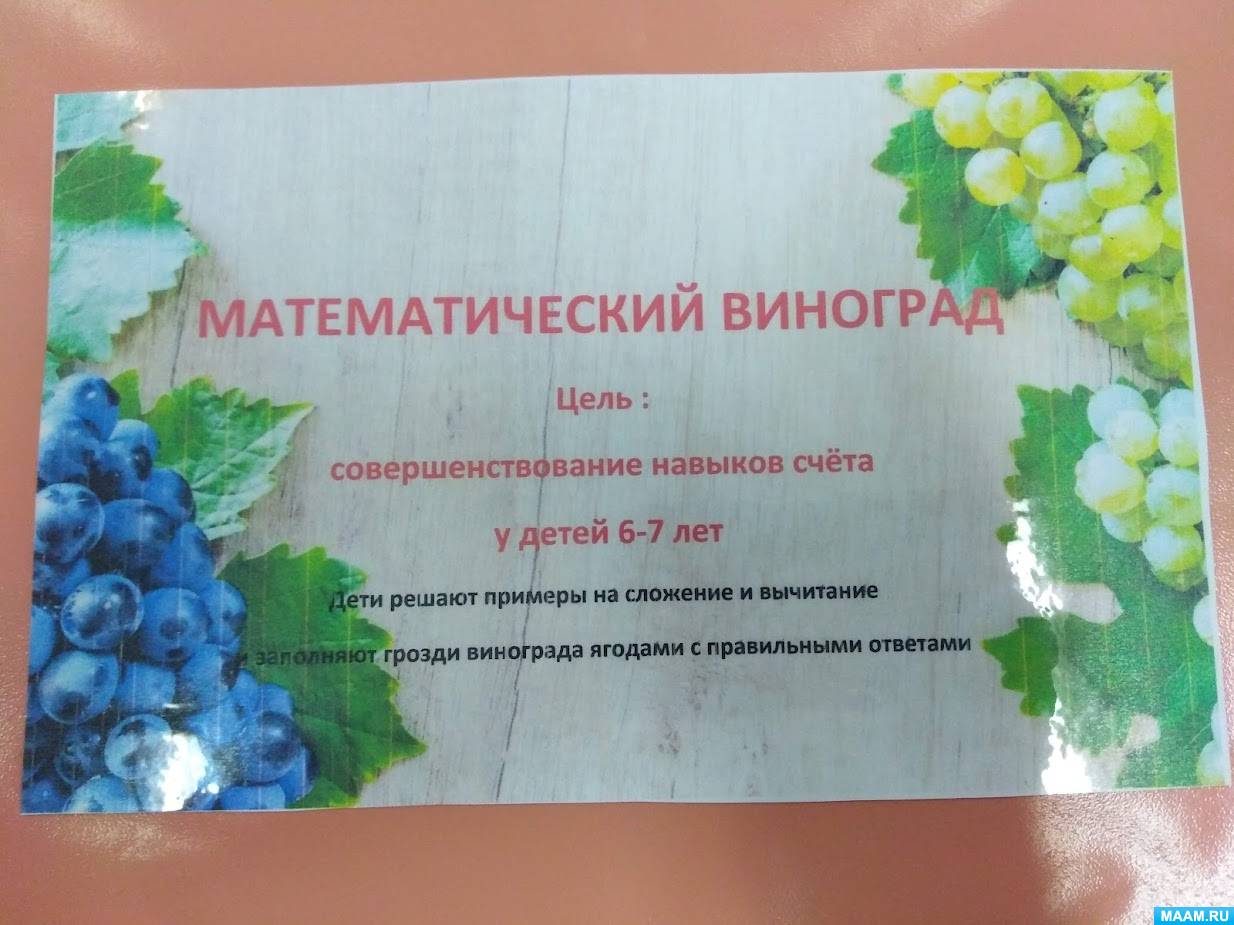 МАТЕМАТИЧЕСКИЙ ВИНОГРАД
Цель :
совершенствование навыков счёта
у детей 6-7 лет
Дети решают примеры на сложение и вычитание
и заполняют грозди винограда ягодами с правильными ответами
MAAM.RU